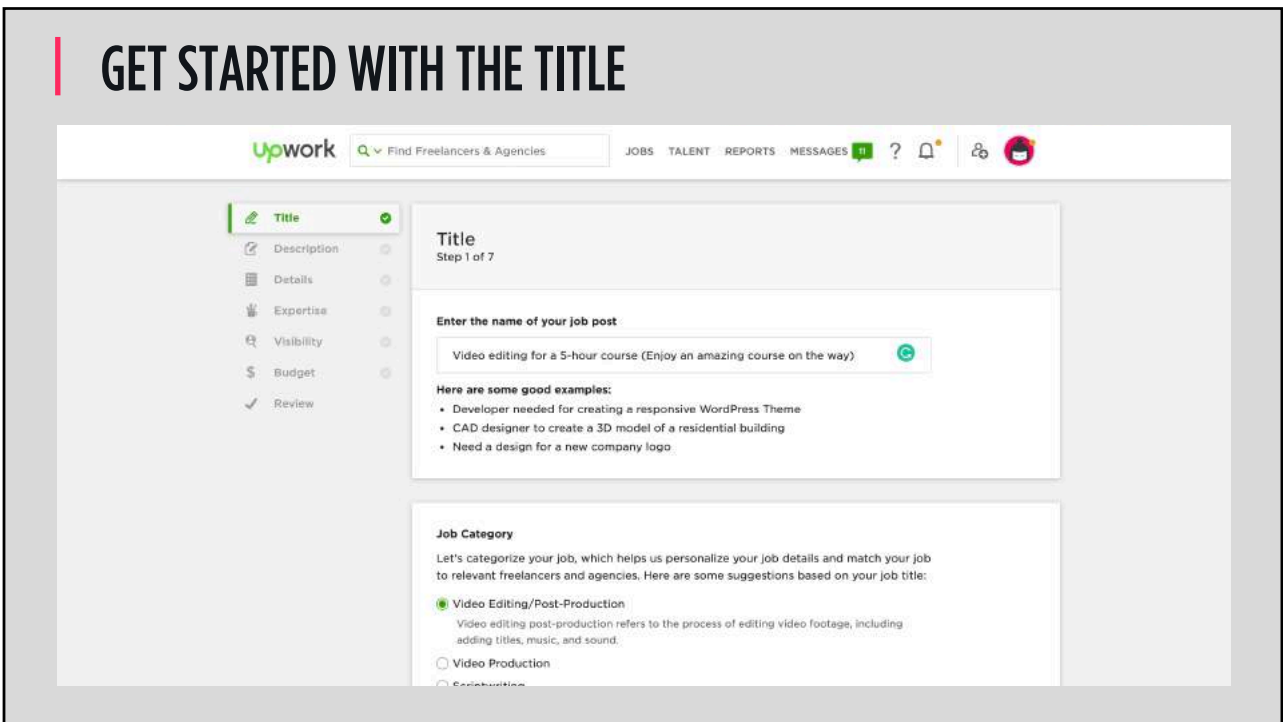 GET STARTED WITH THE TITLE
upwork Find Freelancers & Agencies JOBS TALENT REPORTS MESSAGES 11 ?
Title
Description
Details
Expertise
Visibility
$ Budget
Review
Title
Step 1 of 7
Enter the name of your job post
Video editing for a 5-hour course (Enjoy an amazing course on the way)
Here are some good examples:
• Developer needed for creating a responsive WordPress Theme
• CAD designer to create a 3D model of a residential building
• Need a design for a new company logo
Job Category
Let's categorize your job, which helps us personalize your job details and match your job
to relevant freelancers and agencies. Here are some suggestions based on your job title:
Video Editing/Post-Production
Video editing post-production refers to the process of editing video footage, including
adding titles, music, and sound.
Video Production